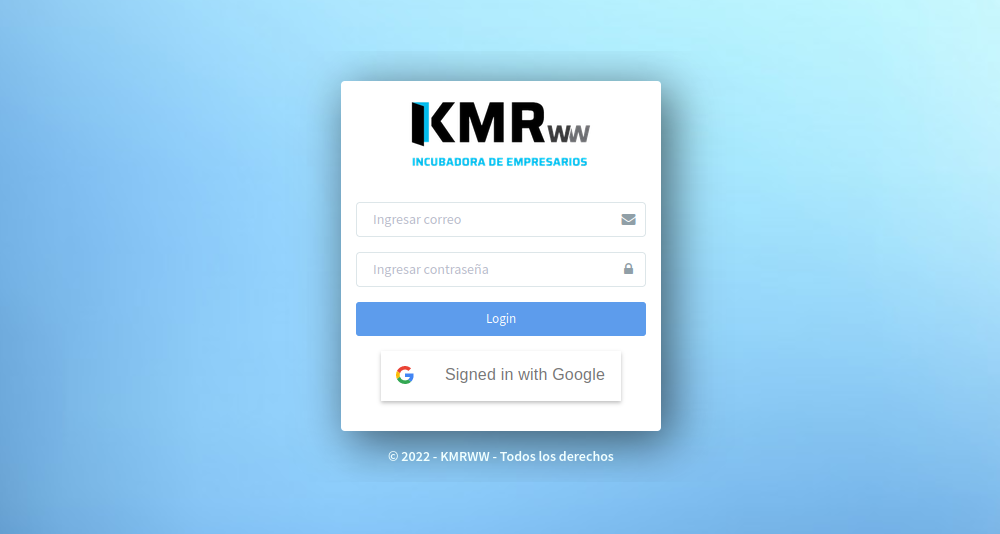 KMRWW
INCUBADORA DE EMPRESARIOS
Ingresar correo
Ingresar contraseña
Login
Signed in with Google
© 2022 - KMRWW - Todos los derechos